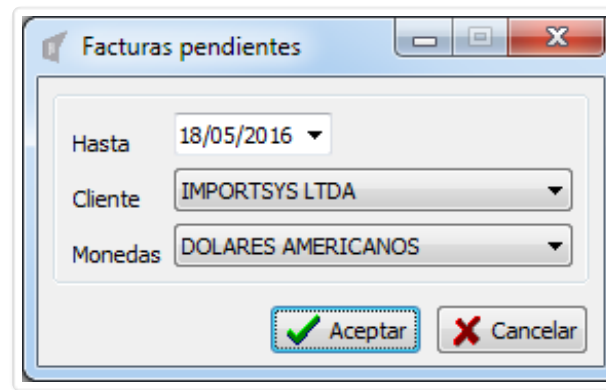 Facturas pendientes
Hasta 18/05/2016
Cliente IMPORTSYS LTDA
Monedas DOLARES AMERICANOS
Aceptar Cancelar